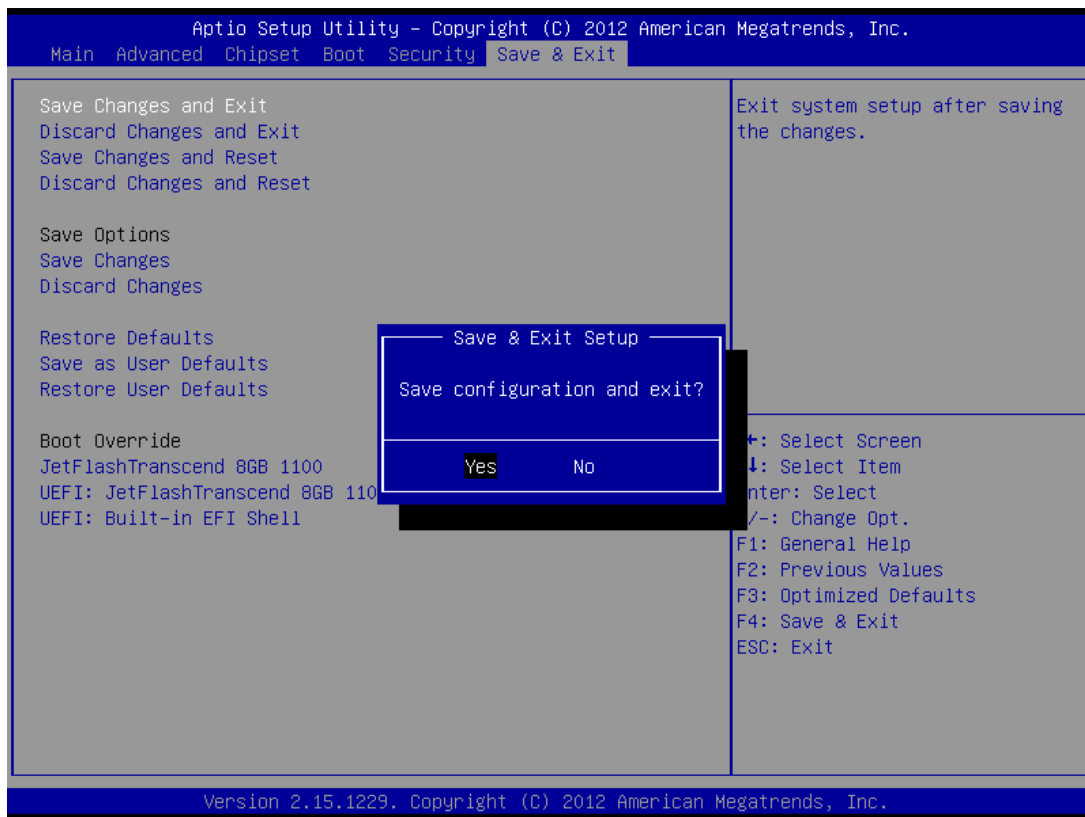 Aptio Setup Utility – Copyright (C) 2012 American Megatrends, Inc.
Main Advanced Chipset Boot Security Save & Exit
Save Changes and Exit
Discard Changes and Exit
Save Changes and Reset
Discard Changes and Reset
Save Options
Save Changes
Discard Changes
Restore Defaults
Save as User Defaults
Restore User Defaults
Boot Override
JetFlashTranscend 8GB 1100
UEFI: JetFlashTranscend 8GB 110
UEFI: Built-in EFI Shell
Save & Exit Setup
Save configuration and exit?
Yes No
Exit system setup after saving
the changes.
: Select Screen
: Select Item
nter: Select
/-: Change Opt.
F1: General Help
F2: Previous Values
F3: Optimized Defaults
F4: Save & Exit
ESC: Exit
Version 2.15.1229. Copyright (C) 2012 American Megatrends, Inc.